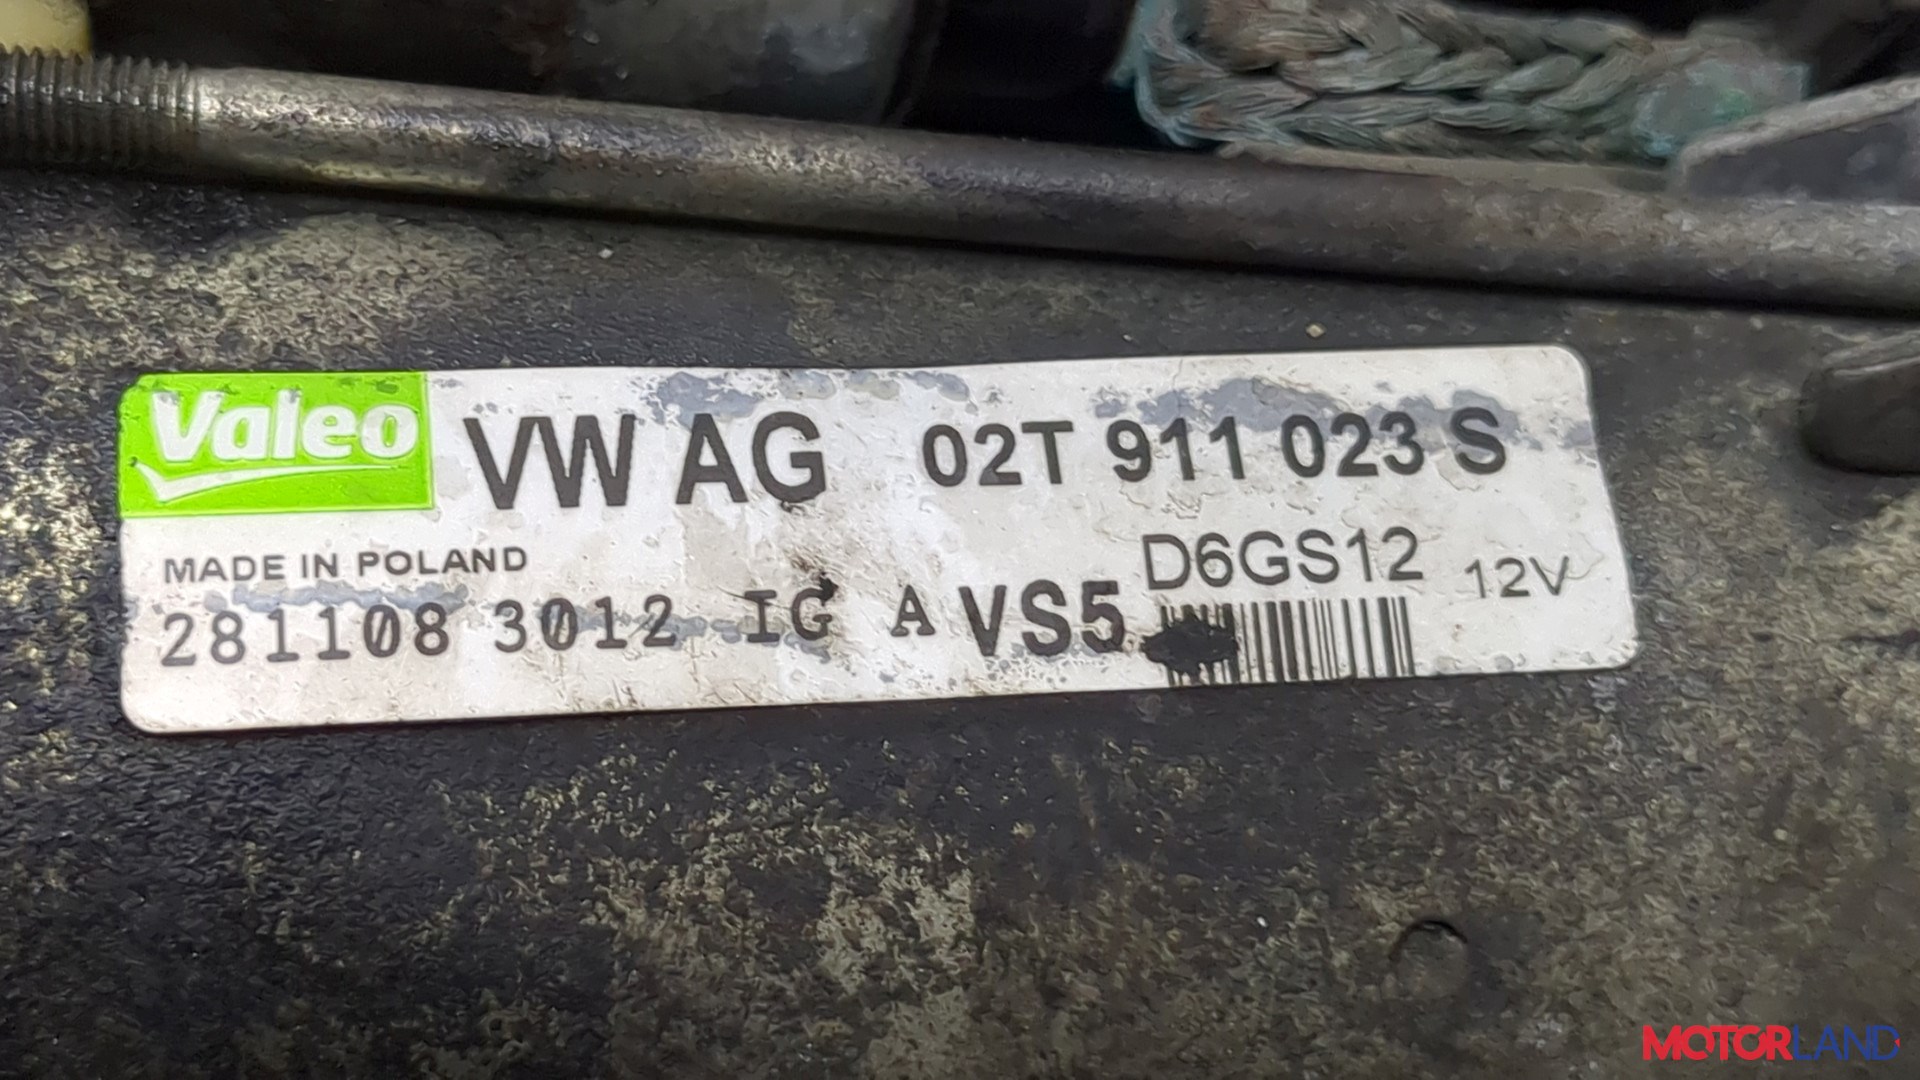 Valeo VW AG 02T 911 023 S
MADE IN POLAND D6GS12 12V
281108 3012 IG A VS5
MOTORLAND